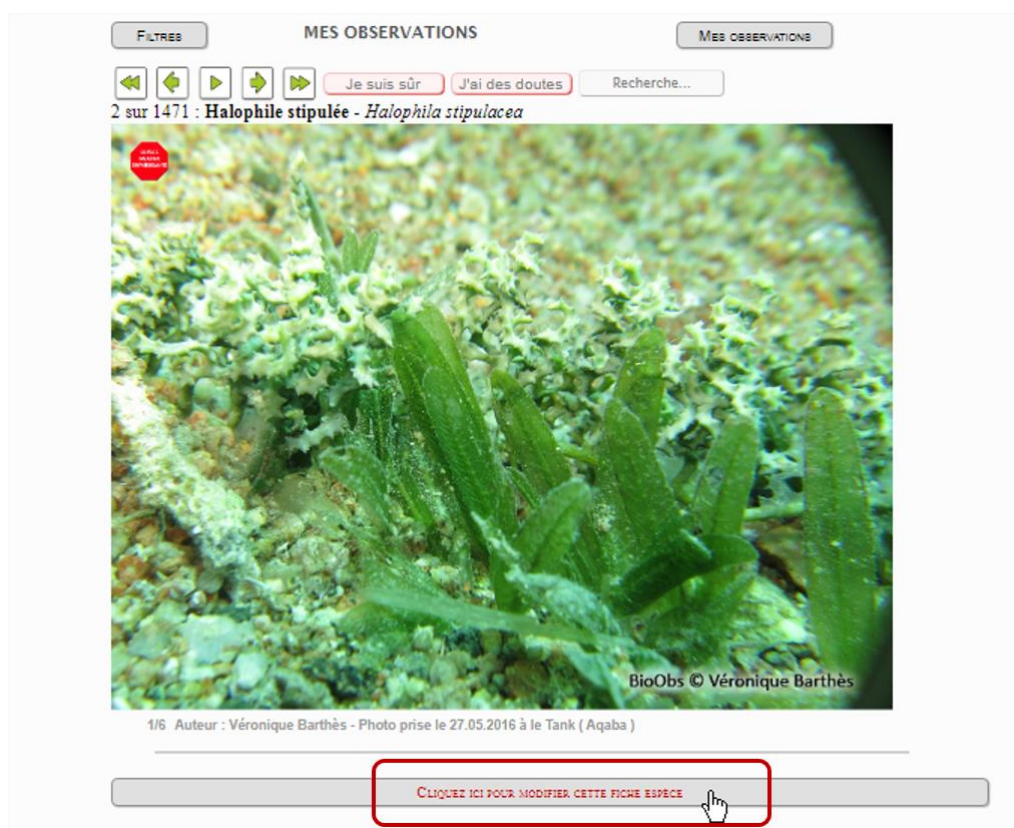 FILTRES
MES OBSERVATIONS
MES OBSERVATIONS
Je suis sûr
J'ai des doutes
Recherche...
2 sur 1471 : Halophile stipulée - Halophila stipulacea
BioObs © Véronique Barthès
1/6 Auteur : Véronique Barthès - Photo prise le 27.05.2016 à le Tank ( Aqaba )
CLIQUEZ ICI POUR MODIFIER CETTE FICHE ESPÈCE